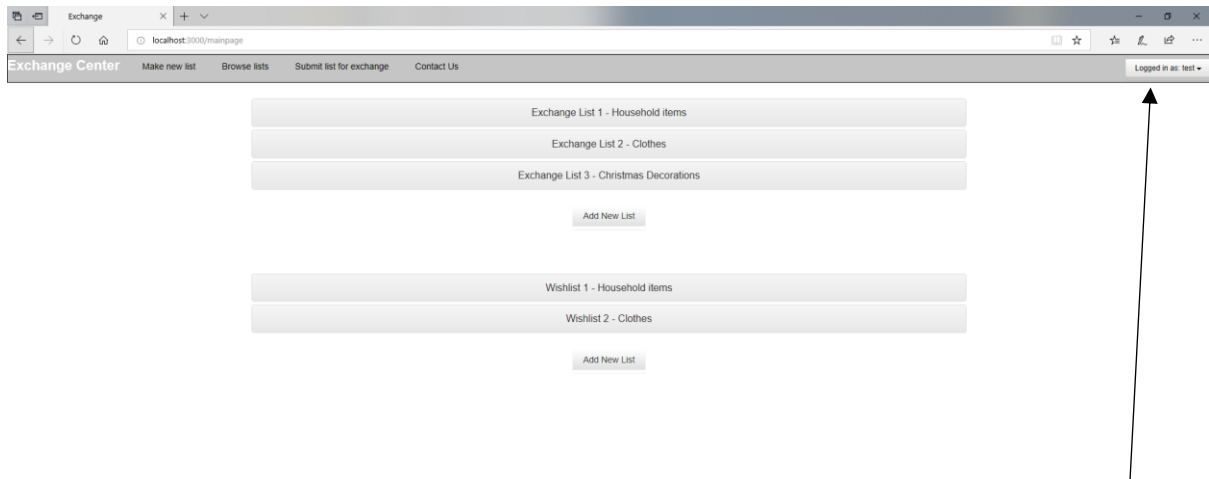 Exchange
localhost:3000/mainpage
Exchange Center Make new list Browse lists Submit list for exchange Contact Us Logged in as: test
Exchange List 1 - Household items
Exchange List 2 - Clothes
Exchange List 3 - Christmas Decorations
Add New List
Wishlist 1 - Household items
Wishlist 2 - Clothes
Add New List